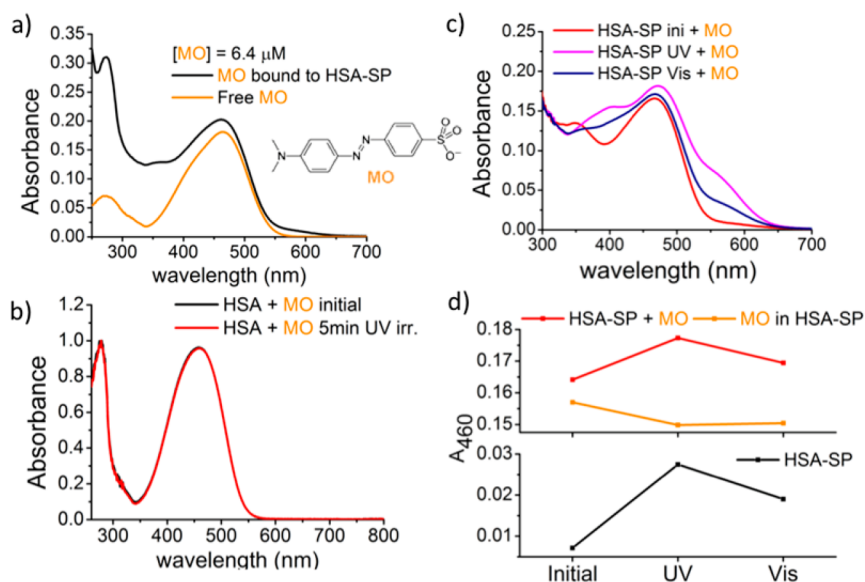 a)
[MO] = 6.4 μM
MO bound to HSA-SP
Free MO
0.35
0.30
0.25
0.20
0.15
0.10
0.05
0.00
Absorbance
300 400 500 600 700
wavelength (nm)
N
N
N
S
O
O
O⁻
MO
c)
HSA-SP ini + MO
HSA-SP UV + MO
HSA-SP Vis + MO
0.25
0.20
0.15
0.10
0.05
0.00
Absorbance
300 400 500 600 700
wavelength (nm)
b)
HSA + MO initial
HSA + MO 5min UV irr.
1.2
1.0
0.8
0.6
0.4
0.2
0.0
Absorbance
300 400 500 600 700 800
wavelength (nm)
d)
HSA-SP + MO
MO in HSA-SP
0.18
0.17
0.16
0.15
A460
HSA-SP
0.03
0.02
0.01
Initial UV Vis